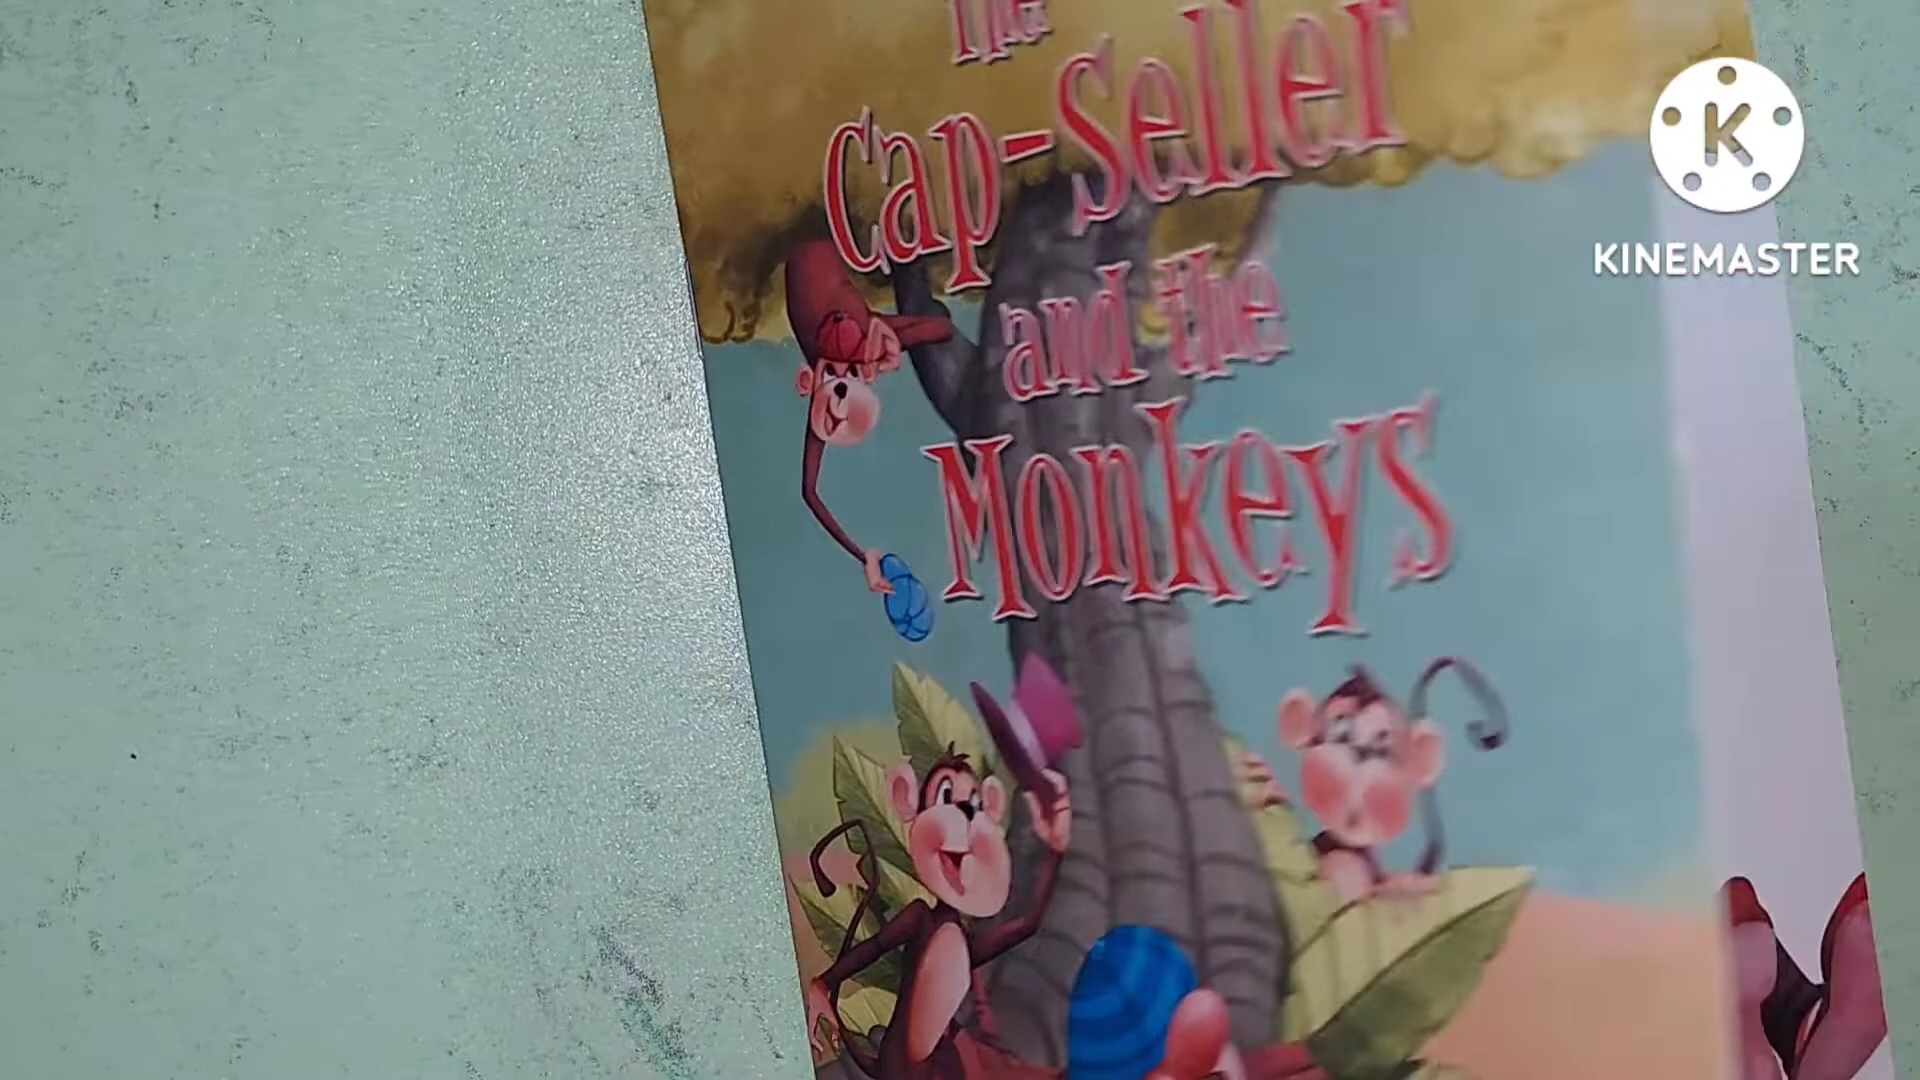 The
Cap-Seller
and the
Monkeys
K
KINEMASTER